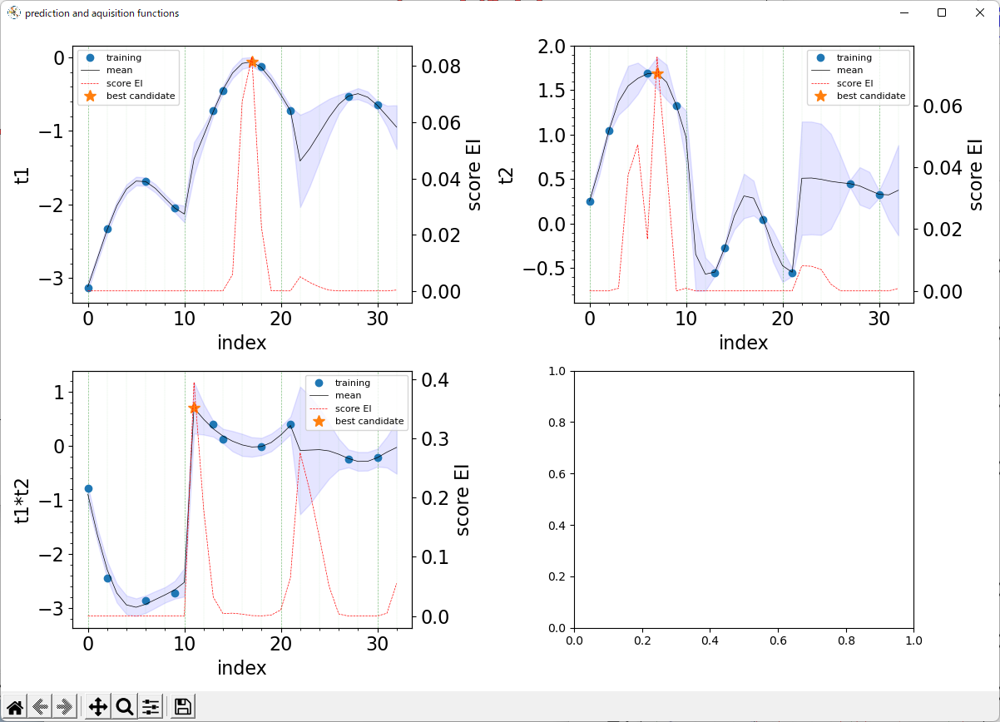 prediction and aquisition functions
0
−1
−2
−3
t1
training
mean
score EI
best candidate
0.08
0.06
0.04
0.02
0.00
score EI
0 10 20 30
index
2.0
1.5
1.0
0.5
0.0
−0.5
t2
training
mean
score EI
best candidate
0.06
0.04
0.02
0.00
score EI
0 10 20 30
index
1
0
−1
−2
−3
t1*t2
training
mean
score EI
best candidate
0.4
0.3
0.2
0.1
0.0
score EI
0 10 20 30
index
1.0
0.8
0.6
0.4
0.2
0.0
0.0 0.2 0.4 0.6 0.8 1.0